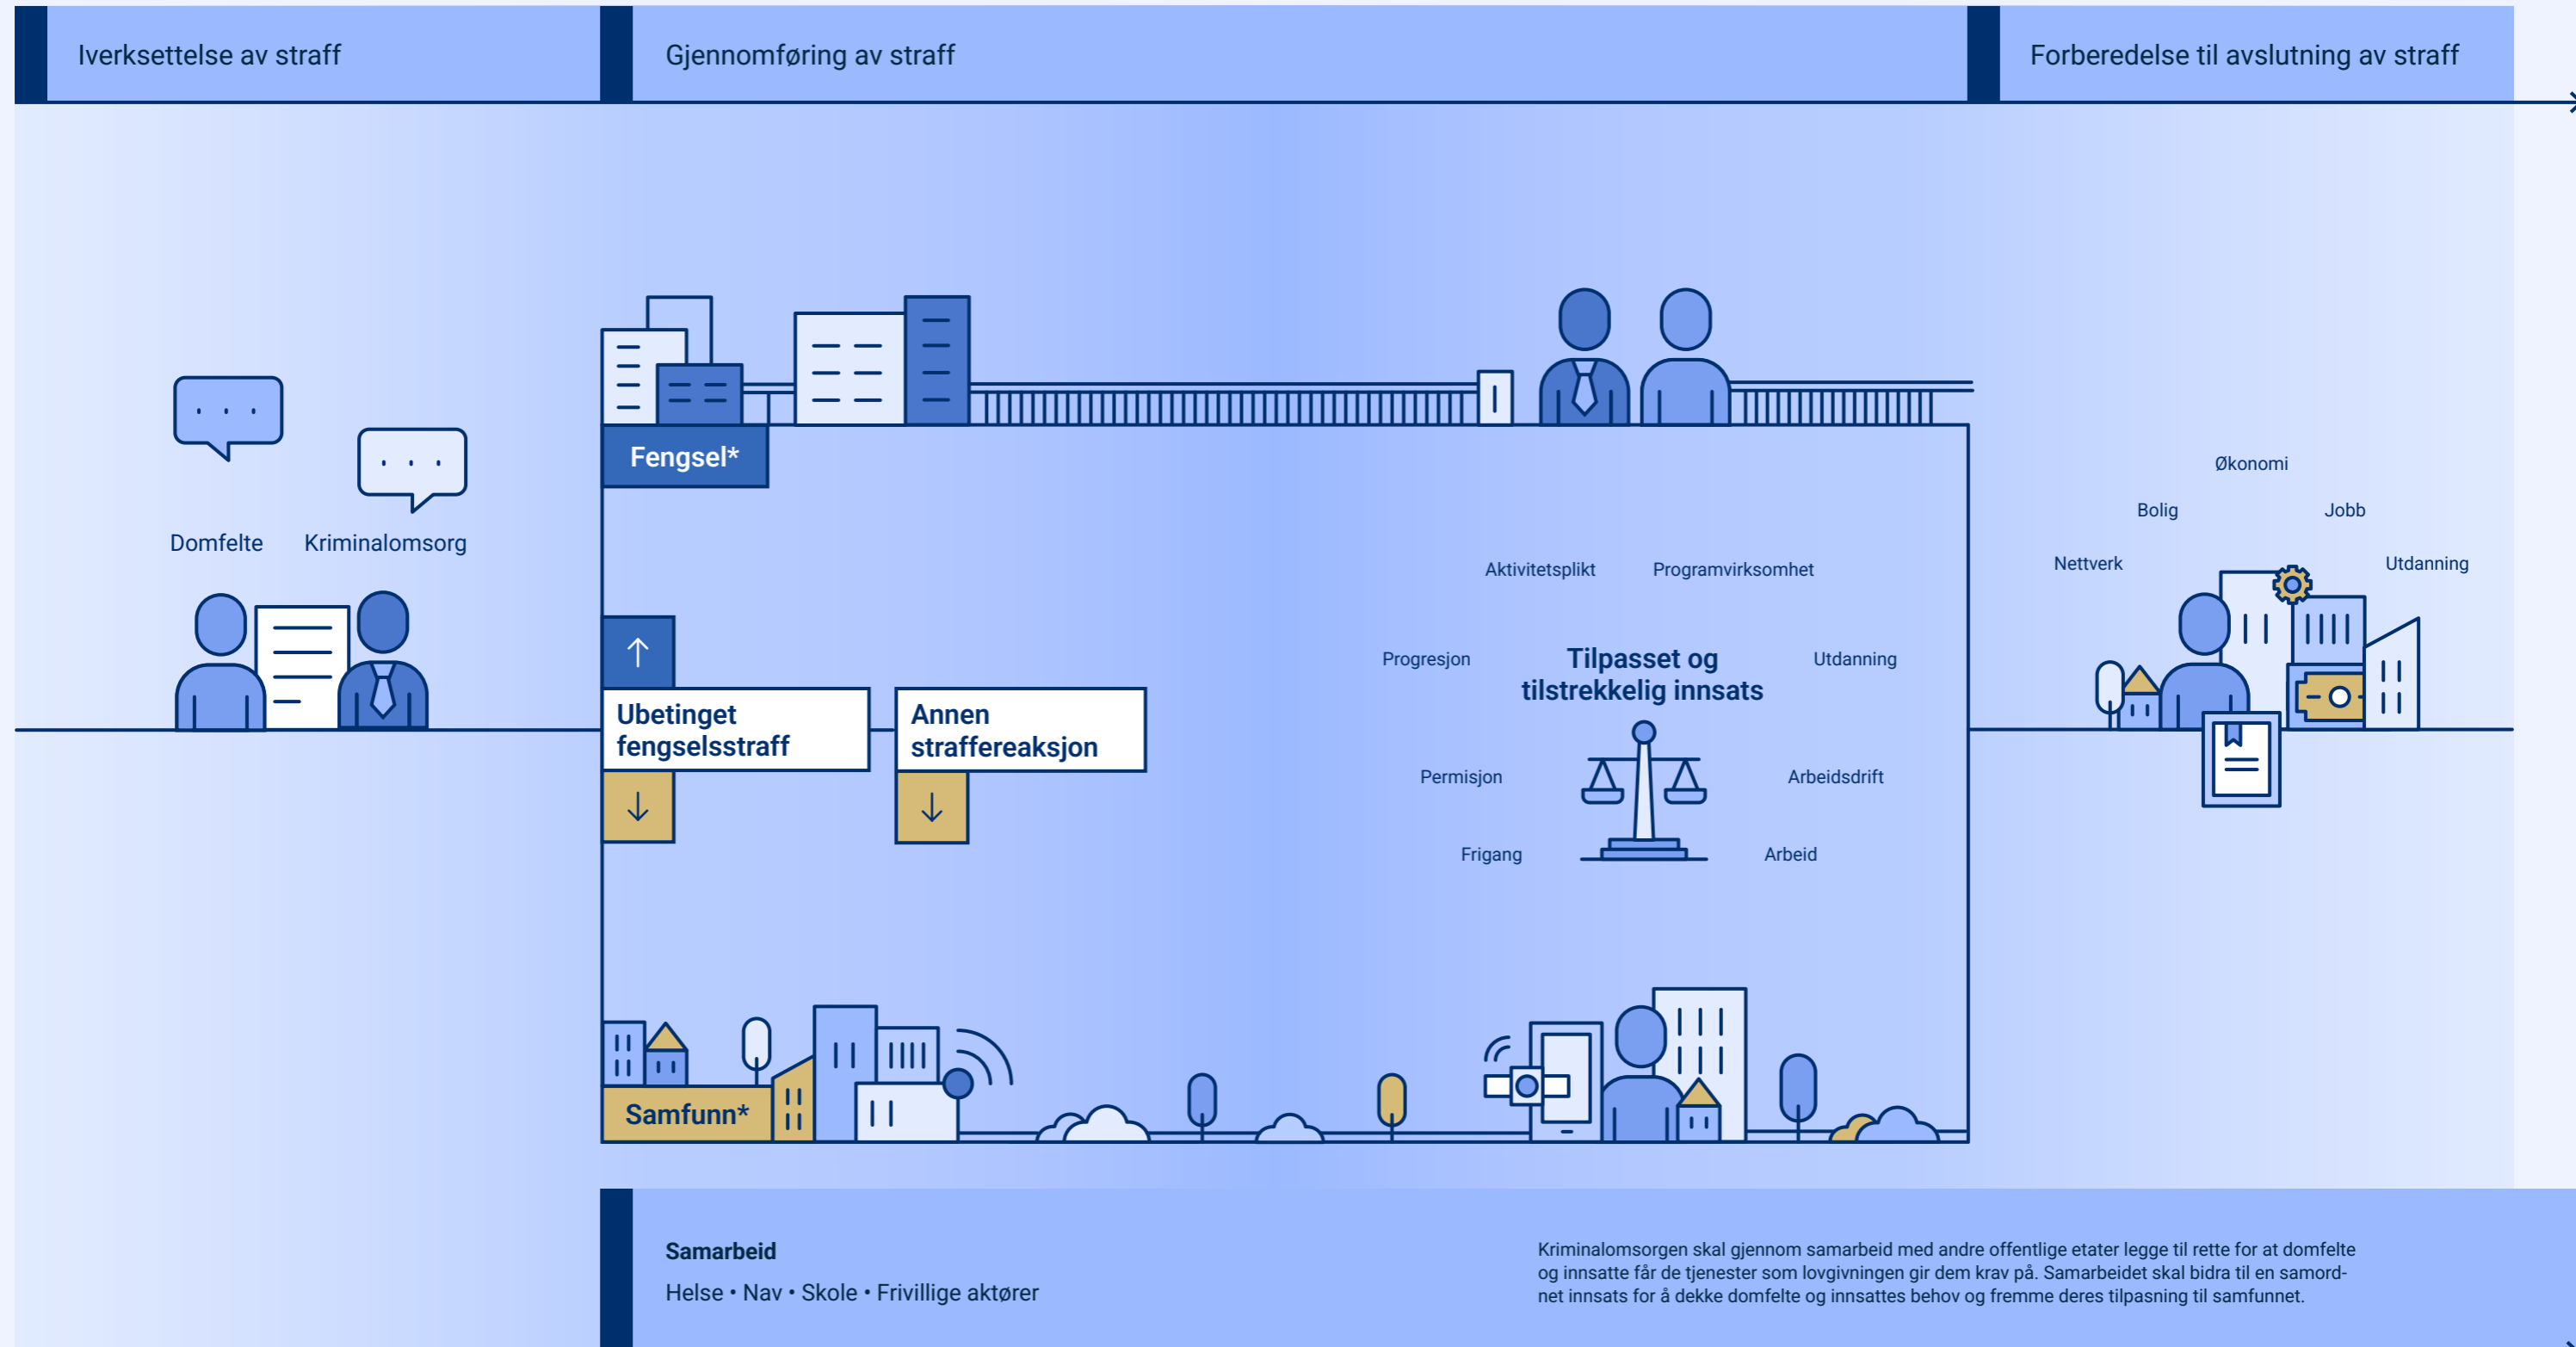 Iverksettelse av straff
Gjennomføring av straff
Forberedelse til avslutning av straff
Domfelte
Kriminalomsorg
Fengsel*
Ubetinget
fengselsstraff
Annen
straffereaksjon
Aktivitetsplikt
Programvirksomhet
Progresjon
Tilpasset og
tilstrekkelig innsats
Utdanning
Permisjon
Arbeidsdrift
Frigang
Arbeid
Samfunn*
Økonomi
Bolig
Jobb
Nettverk
Utdanning
Samarbeid
Helse • Nav • Skole • Frivillige aktører
Kriminalomsorgen skal gjennom samarbeid med andre offentlige etater legge til rette for at domfelte
og innsatte får de tjenester som lovgivningen gir dem krav på. Samarbeidet skal bidra til en samord-
net innsats for å dekke domfelte og innsattes behov og fremme deres tilpasning til samfunnet.